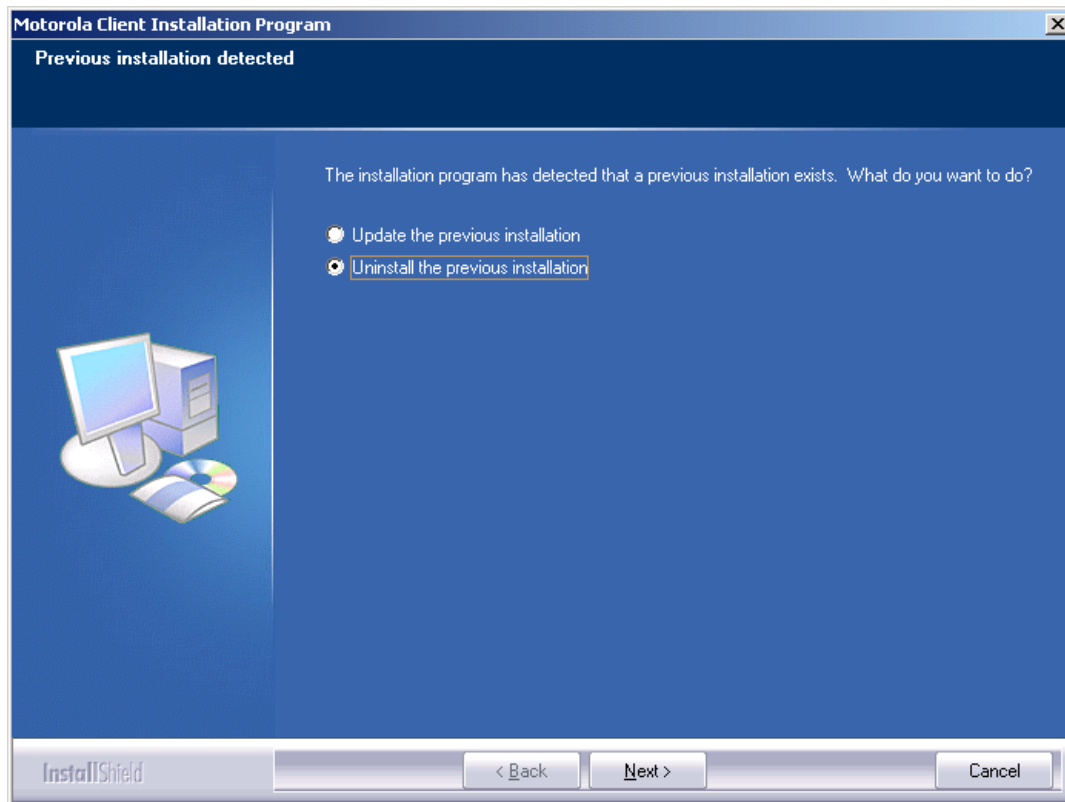 Motorola Client Installation Program
Previous installation detected
The installation program has detected that a previous installation exists. What do you want to do?
Update the previous installation
Uninstall the previous installation
InstallShield
< Back
Next >
Cancel